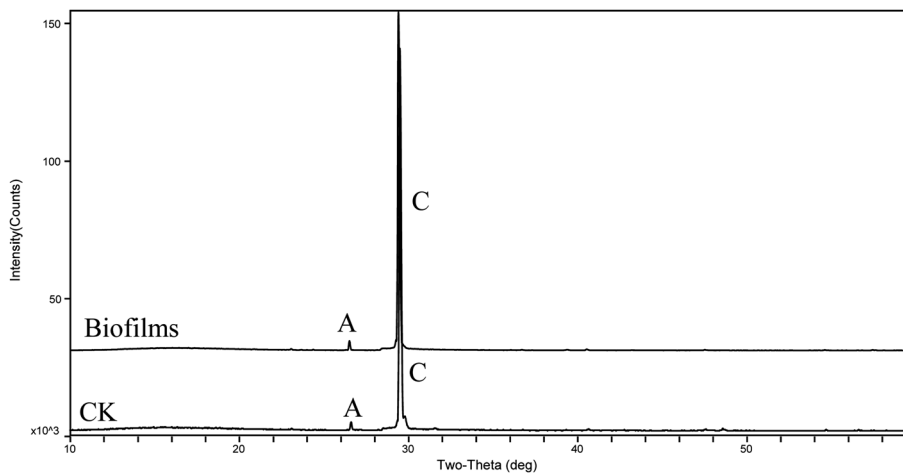 150
100
50
x10^3
Intensity(Counts)
C
A
Biofilms
C
A
CK
10
20
30
40
50
Two-Theta (deg)